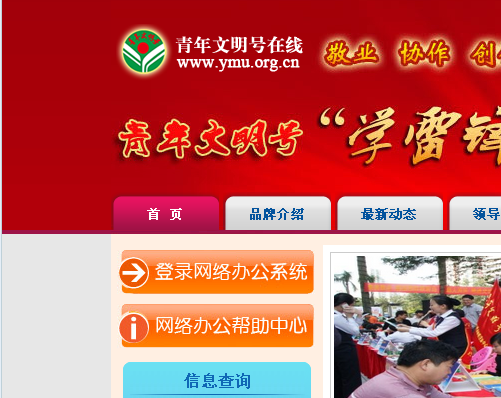 青年文明号在线
www.ymu.org.cn
敬业 协作
青年文明号
“学雷锋
首 页
品牌介绍
最新动态
领导
登录网络办公系统
网络办公帮助中心
信息查询